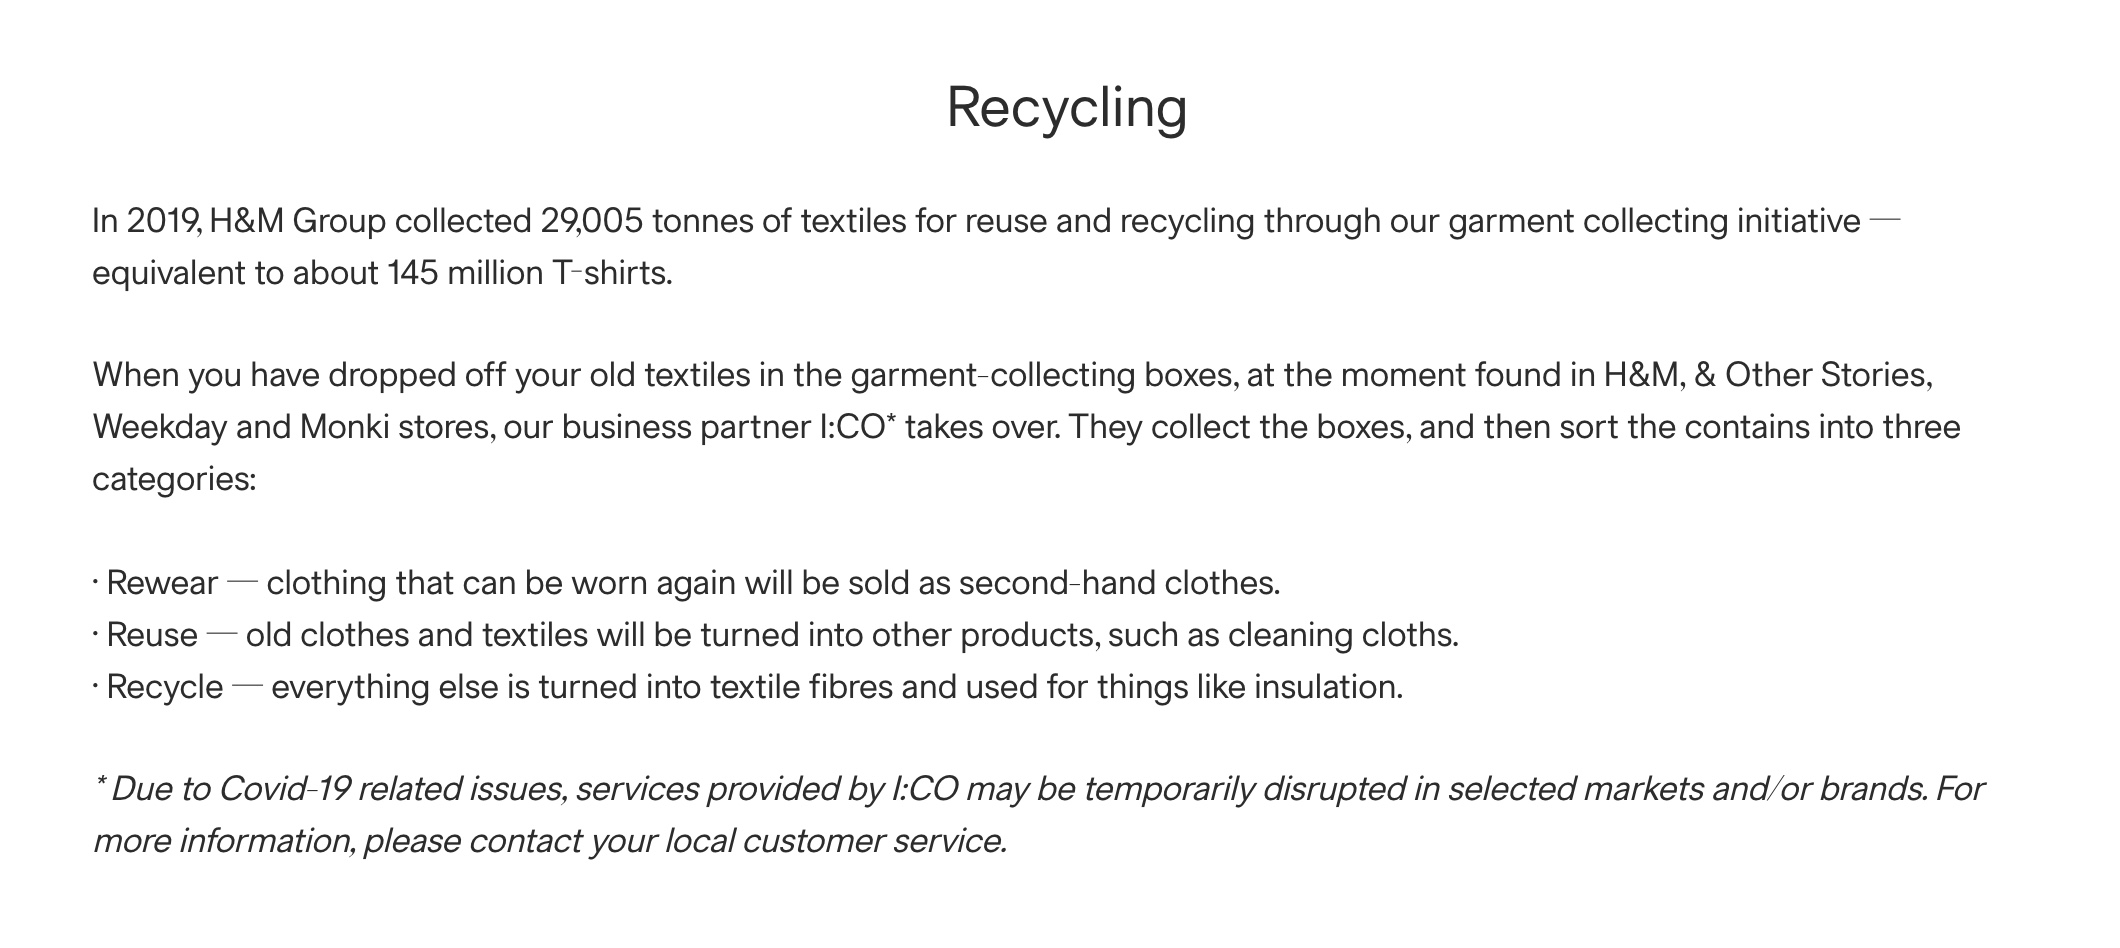 Recycling
In 2019, H&M Group collected 29,005 tonnes of textiles for reuse and recycling through our garment collecting initiative —
equivalent to about 145 million T-shirts.
When you have dropped off your old textiles in the garment-collecting boxes, at the moment found in H&M, & Other Stories,
Weekday and Monki stores, our business partner I:CO* takes over. They collect the boxes, and then sort the contains into three
categories:
· Rewear — clothing that can be worn again will be sold as second-hand clothes.
· Reuse — old clothes and textiles will be turned into other products, such as cleaning cloths.
· Recycle — everything else is turned into textile fibres and used for things like insulation.
* Due to Covid-19 related issues, services provided by I:CO may be temporarily disrupted in selected markets and/or brands. For
more information, please contact your local customer service.